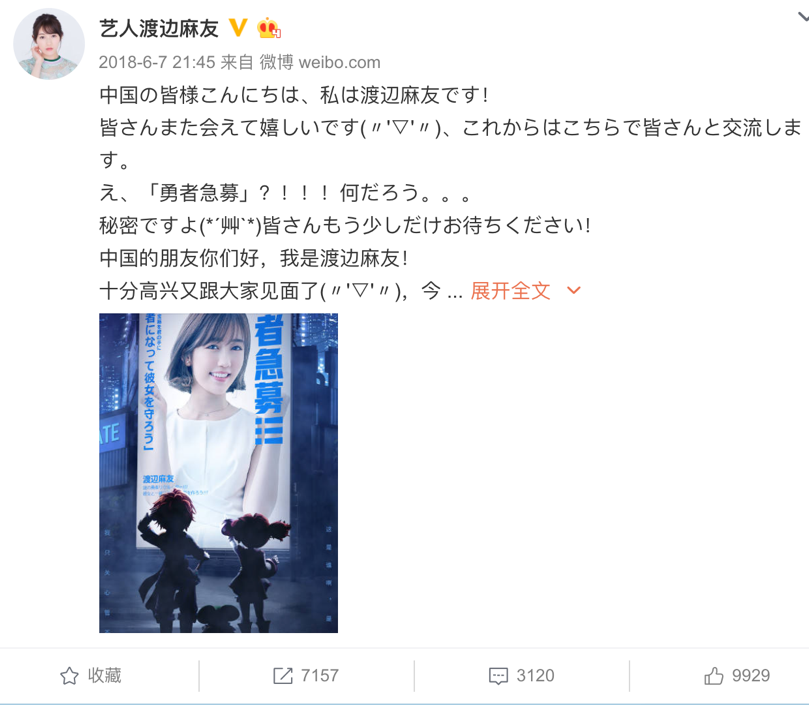 艺人渡边麻友
2018-6-7 21:45 来自 微博 weibo.com
中国の皆様こんにちは、私は渡辺麻友です!
皆さんまた会えて嬉しいです(〃'▽'〃)、これからはこちらで皆さんと交流しま
す。
え、「勇者急募」？！！！何だろう。。。
秘密ですよ(*´艸`*)皆さんもう少しだけお待ちください!
中国的朋友你们好，我是渡边麻友!
十分高兴又跟大家见面了(〃'▽'〃)，今 ... 展开全文
者急募!!!
者になって彼女を守ろう」
渡辺麻友
ATE
收藏
7157
3120
9929